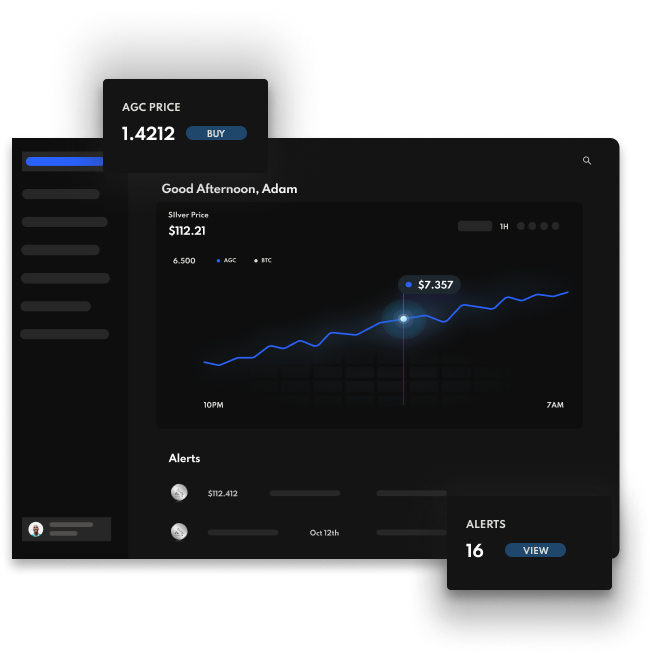 AGC PRICE
1.4212 BUY
Good Afternoon, Adam
SIlver Price
$112.21
1H
6.500 AGC BTC
$7.357
10PM 7AM
Alerts
$112.412
Oct 12th
ALERTS
16 VIEW